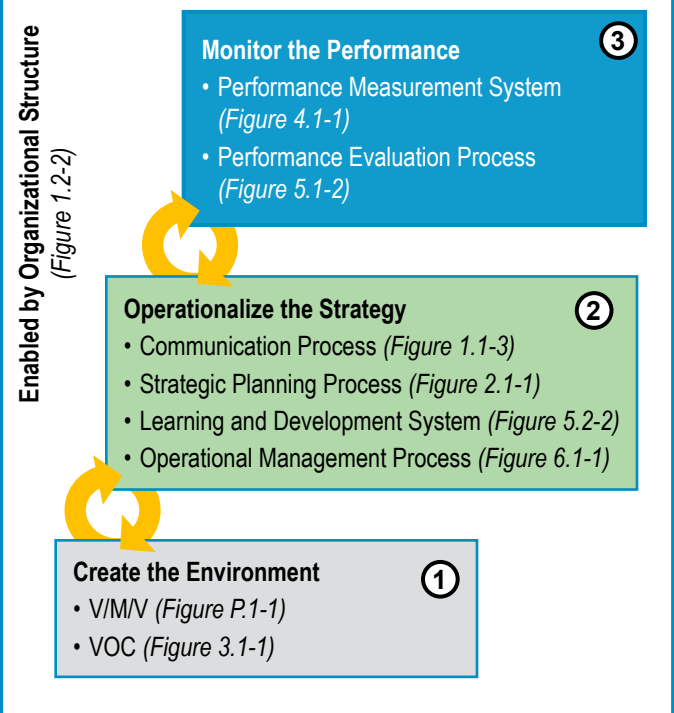 Enabled by Organizational Structure
(Figure 1.2-2)
3
Monitor the Performance
• Performance Measurement System
(Figure 4.1-1)
• Performance Evaluation Process
(Figure 5.1-2)
Operationalize the Strategy
2
• Communication Process (Figure 1.1-3)
• Strategic Planning Process (Figure 2.1-1)
• Learning and Development System (Figure 5.2-2)
• Operational Management Process (Figure 6.1-1)
Create the Environment
1
• V/M/V (Figure P.1-1)
• VOC (Figure 3.1-1)